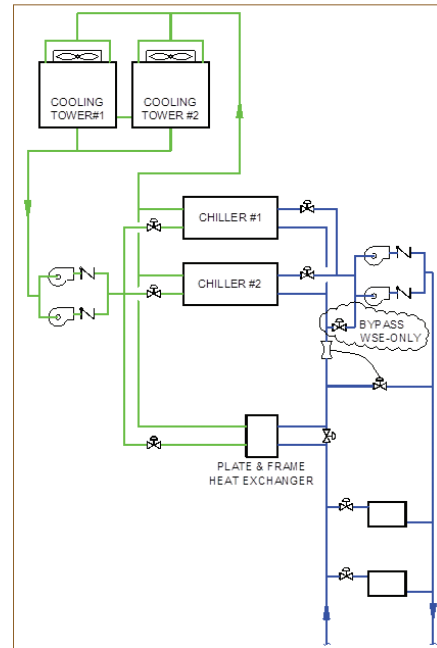 COOLING
TOWER#1
COOLING
TOWER #2
CHILLER #1
CHILLER #2
BYPASS
WSE-ONLY
PLATE & FRAME
HEAT EXCHANGER